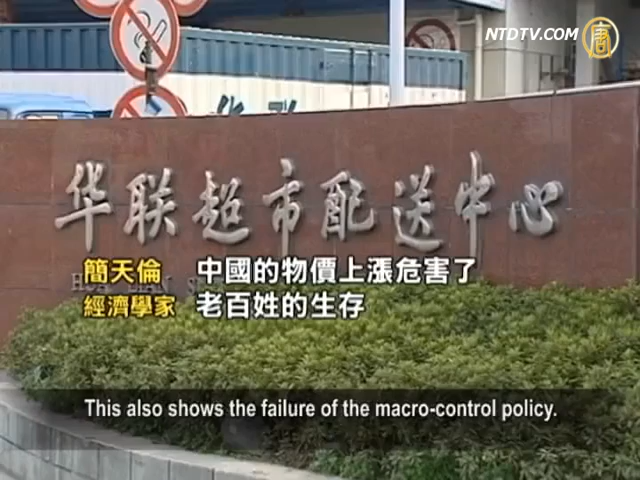 NTDTV.COM
唐
华联超市配送中心
簡天倫 中國的物價上漲危害了
經濟學家 老百姓的生存
This also shows the failure of the macro-control policy.